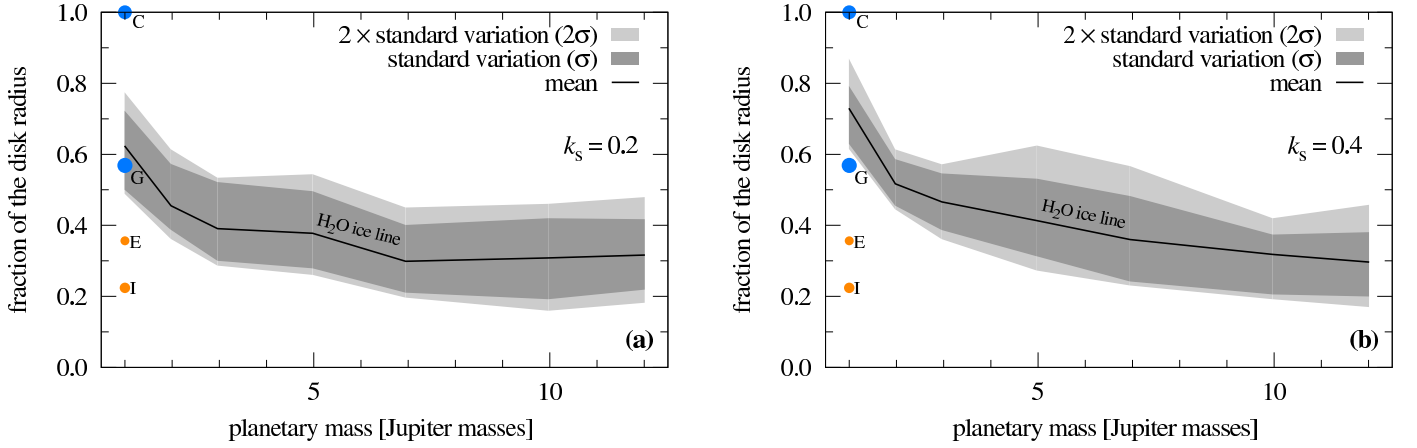 1.0
0.8
0.6
0.4
0.2
0.0
fraction of the disk radius
C
G
E
I
2 × standard variation (2σ)
standard variation (σ)
mean
kₛ = 0.2
H₂O ice line
(a)
5 10
planetary mass [Jupiter masses]
1.0
0.8
0.6
0.4
0.2
0.0
fraction of the disk radius
C
G
E
I
2 × standard variation (2σ)
standard variation (σ)
mean
kₛ = 0.4
H₂O ice line
(b)
5 10
planetary mass [Jupiter masses]